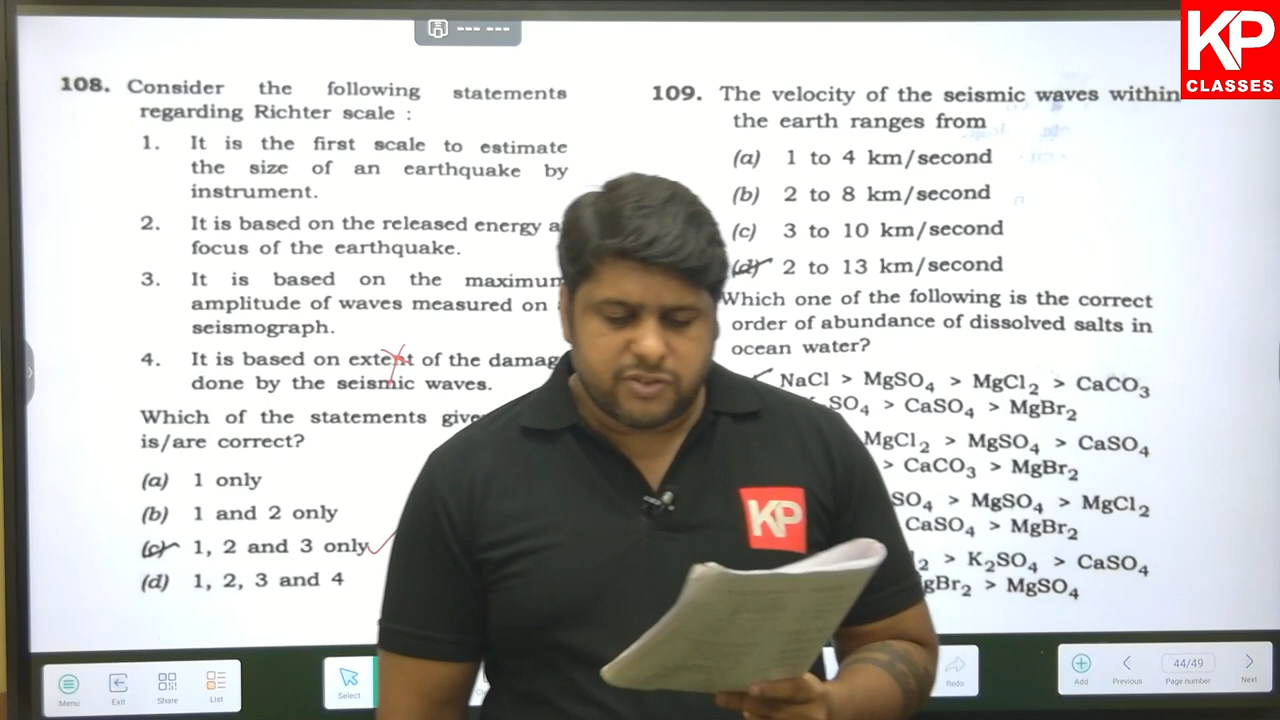 KP
CLASSES
108. Consider the following statements
regarding Richter scale :
1. It is the first scale to estimate
the size of an earthquake by
instrument.
2. It is based on the released energy
focus of the earthquake.
3. It is based on the maximum
amplitude of waves measured on
seismograph.
4. It is based on extent of the damag
done by the seismic waves.
Which of the statements give
is/are correct?
(a) 1 only
(b) 1 and 2 only
(c) 1, 2 and 3 only
(d) 1, 2, 3 and 4
109. The velocity of the seismic waves within
the earth ranges from
(a) 1 to 4 km/second
(b) 2 to 8 km/second
(c) 3 to 10 km/second
(d) 2 to 13 km/second
Which one of the following is the correct
order of abundance of dissolved salts in
ocean water?
NaCl > MgSO₄ > MgCl₂ > CaCO₃
SO₄ > CaSO₄ > MgBr₂
MgCl₂ > MgSO₄ > CaSO₄
> CaCO₃ > MgBr₂
SO₄ > MgSO₄ > MgCl₂
CaSO₄ > MgBr₂
₂ > K₂SO₄ > CaSO₄
gBr₂ > MgSO₄
KP
Menu Exit Share List Select Redo Add Previous 44/49 Page number Next